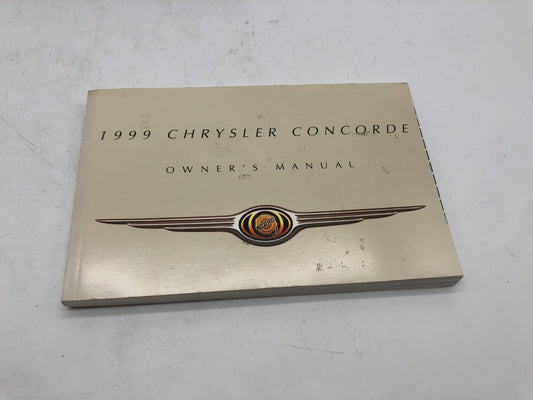 1999 CHRYSLER CONCORDE
OWNER'S MANUAL